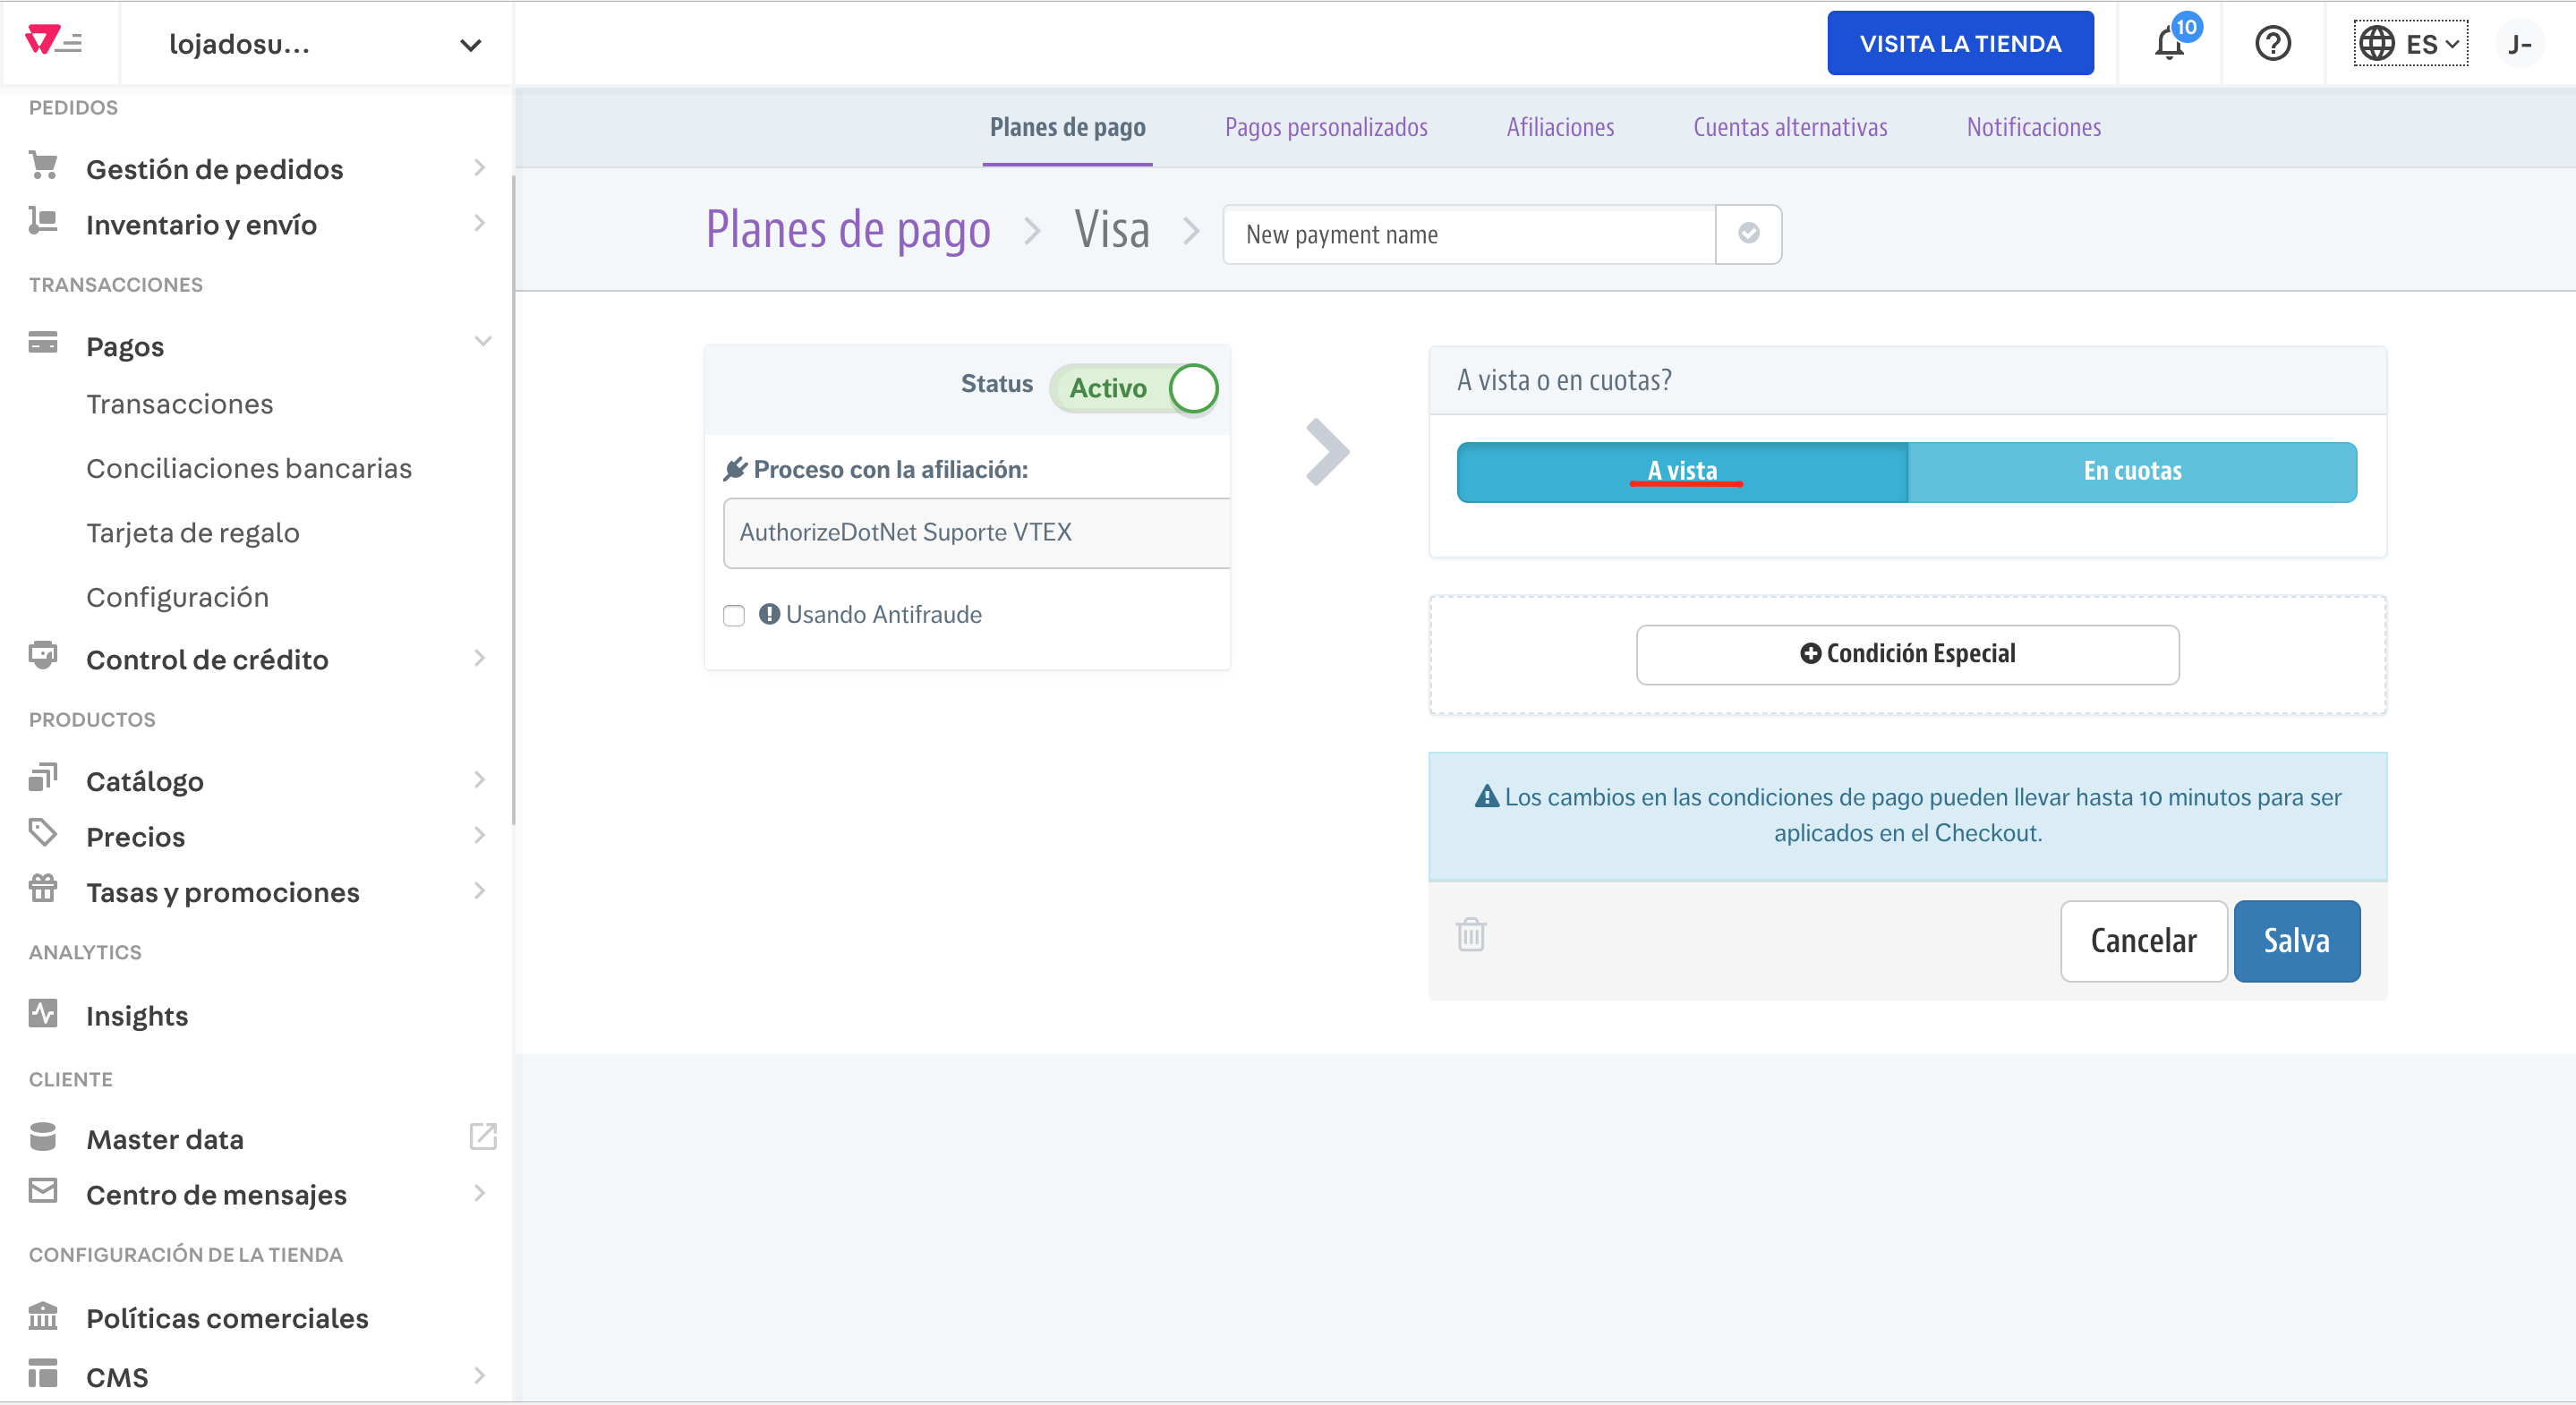 lojadosu...
VISITA LA TIENDA
10
ES
J-
PEDIDOS
Gestión de pedidos
Inventario y envío
TRANSACCIONES
Pagos
Transacciones
Conciliaciones bancarias
Tarjeta de regalo
Configuración
Control de crédito
PRODUCTOS
Catálogo
Precios
Tasas y promociones
ANALYTICS
Insights
CLIENTE
Master data
Centro de mensajes
CONFIGURACIÓN DE LA TIENDA
Políticas comerciales
CMS
Planes de pago
Pagos personalizados
Afiliaciones
Cuentas alternativas
Notificaciones
Planes de pago
Visa
New payment name
Status
Activo
Proceso con la afiliación:
AuthorizeDotNet Suporte VTEX
Usando Antifraude
A vista o en cuotas?
A vista
En cuotas
Condición Especial
Los cambios en las condiciones de pago pueden llevar hasta 10 minutos para ser
aplicados en el Checkout.
Cancelar
Salva